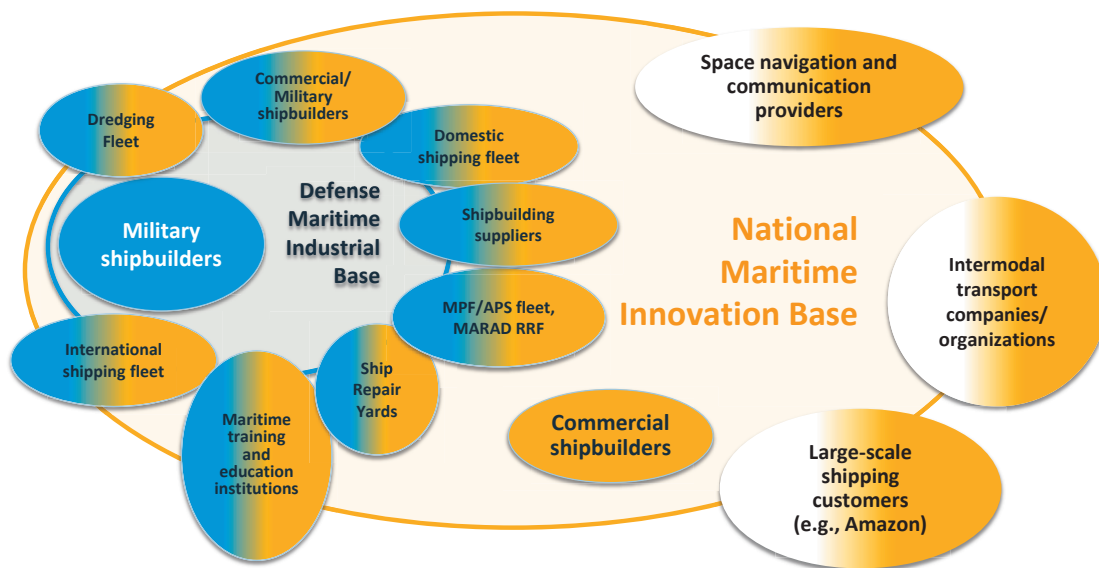 Commercial/
Military
shipbuilders
Space navigation and
communication
providers
Dredging
Fleet
Domestic
shipping fleet
Defense
Maritime
Industrial
Base
Military
shipbuilders
Shipbuilding
suppliers
National
Maritime
Innovation Base
Intermodal
transport
companies/
organizations
MPF/APS fleet,
MARAD RRF
International
shipping fleet
Ship
Repair
Yards
Maritime
training
and
education
institutions
Commercial
shipbuilders
Large-scale
shipping
customers
(e.g., Amazon)